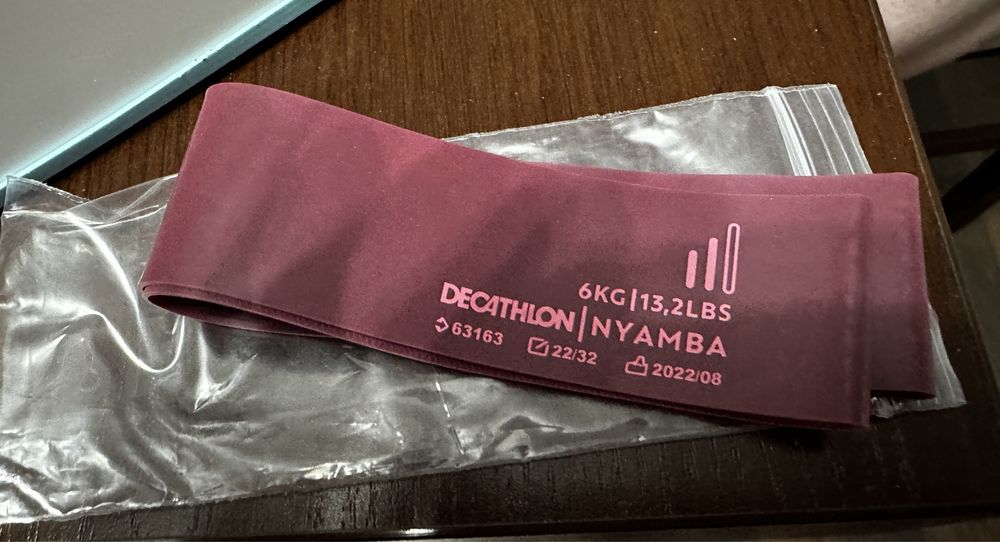 6KG|13,2LBS
DECATHLON|NYAMBA
63163 22/32 2022/08